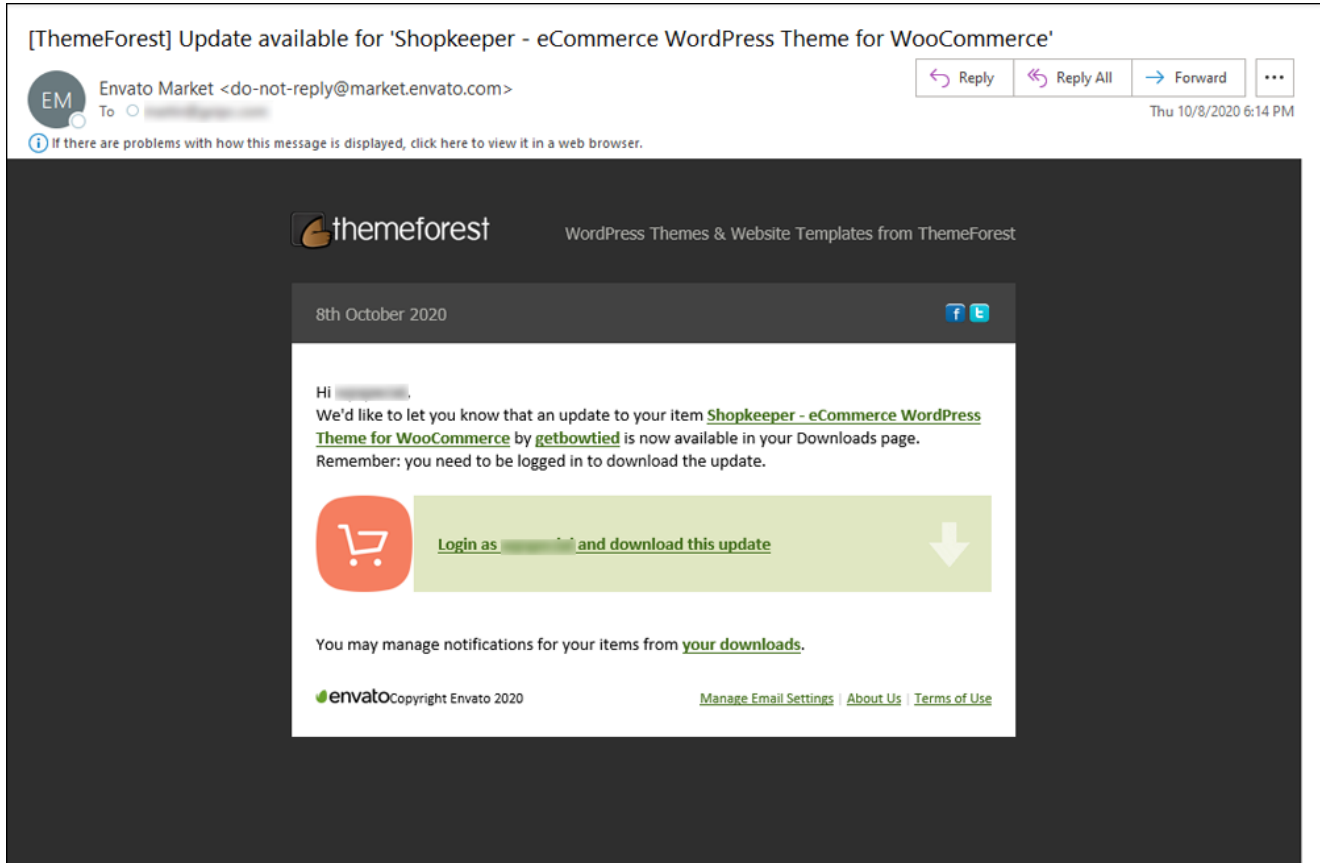 [ThemeForest] Update available for 'Shopkeeper - eCommerce WordPress Theme for WooCommerce'
EM
Envato Market <do-not-reply@market.envato.com>
To
Reply
Reply All
Forward
...
Thu 10/8/2020 6:14 PM
If there are problems with how this message is displayed, click here to view it in a web browser.
themeforest
WordPress Themes & Website Templates from ThemeForest
8th October 2020
f t
Hi .
We'd like to let you know that an update to your item Shopkeeper - eCommerce WordPress
Theme for WooCommerce by getbowtied is now available in your Downloads page.
Remember: you need to be logged in to download the update.
Login as and download this update
You may manage notifications for your items from your downloads.
envato Copyright Envato 2020
Manage Email Settings | About Us | Terms of Use